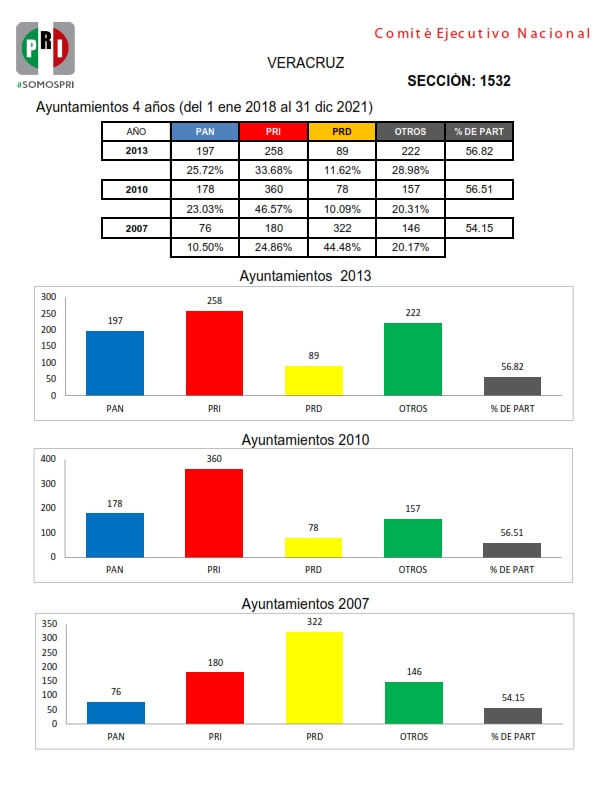 Comité Ejecutivo Nacional
PRI
#SOMOSPRI
VERACRUZ
SECCIÓN: 1532
Ayuntamientos 4 años (del 1 ene 2018 al 31 dic 2021)
AÑO PAN PRI PRD OTROS % DE PART
2013 197 258 89 222 56.82
25.72% 33.68% 11.62% 28.98%
2010 178 360 78 157 56.51
23.03% 46.57% 10.09% 20.31%
2007 76 180 322 146 54.15
10.50% 24.86% 44.48% 20.17%
Ayuntamientos 2013
300
250
200
150
100
50
0
197 258 89 222 56.82
PAN PRI PRD OTROS % DE PART
Ayuntamientos 2010
400
300
200
100
0
178 360 78 157 56.51
PAN PRI PRD OTROS % DE PART
Ayuntamientos 2007
350
300
250
200
150
100
50
0
76 180 322 146 54.15
PAN PRI PRD OTROS % DE PART